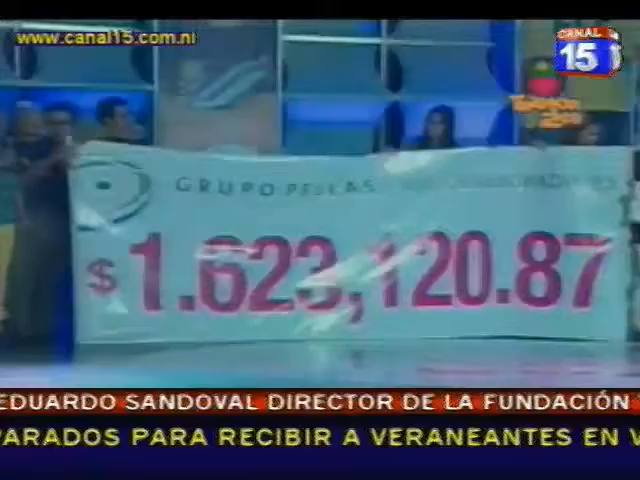 www.canal15.com.ni
CANAL
15
GRUPO PELLAS
$ 1.623,120.87
EDUARDO SANDOVAL DIRECTOR DE LA FUNDACIÓN
PARADOS PARA RECIBIR A VERANEANTES EN